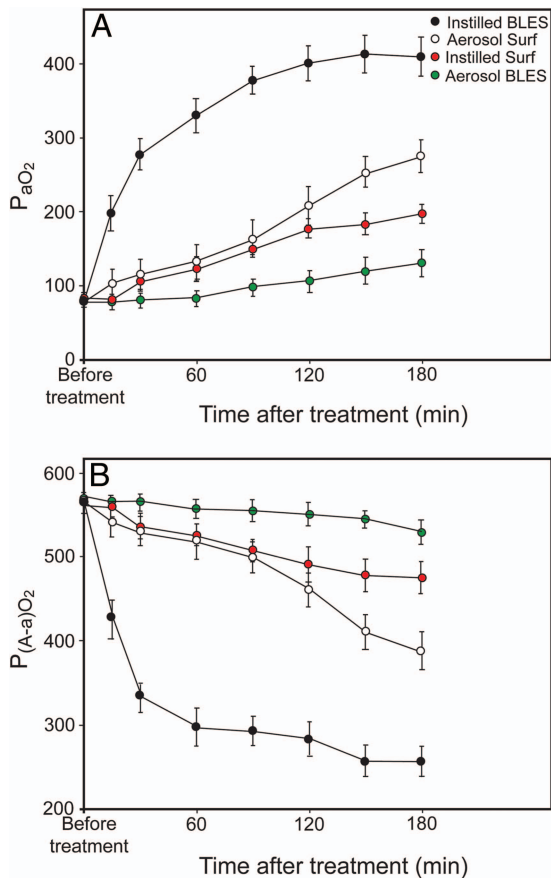 A
Instilled BLES
Aerosol Surf
Instilled Surf
Aerosol BLES
PaO2
400
300
200
100
0
Before treatment
60
120
180
Time after treatment (min)
B
P(A-a)O2
600
500
400
300
200
Before treatment
60
120
180
Time after treatment (min)